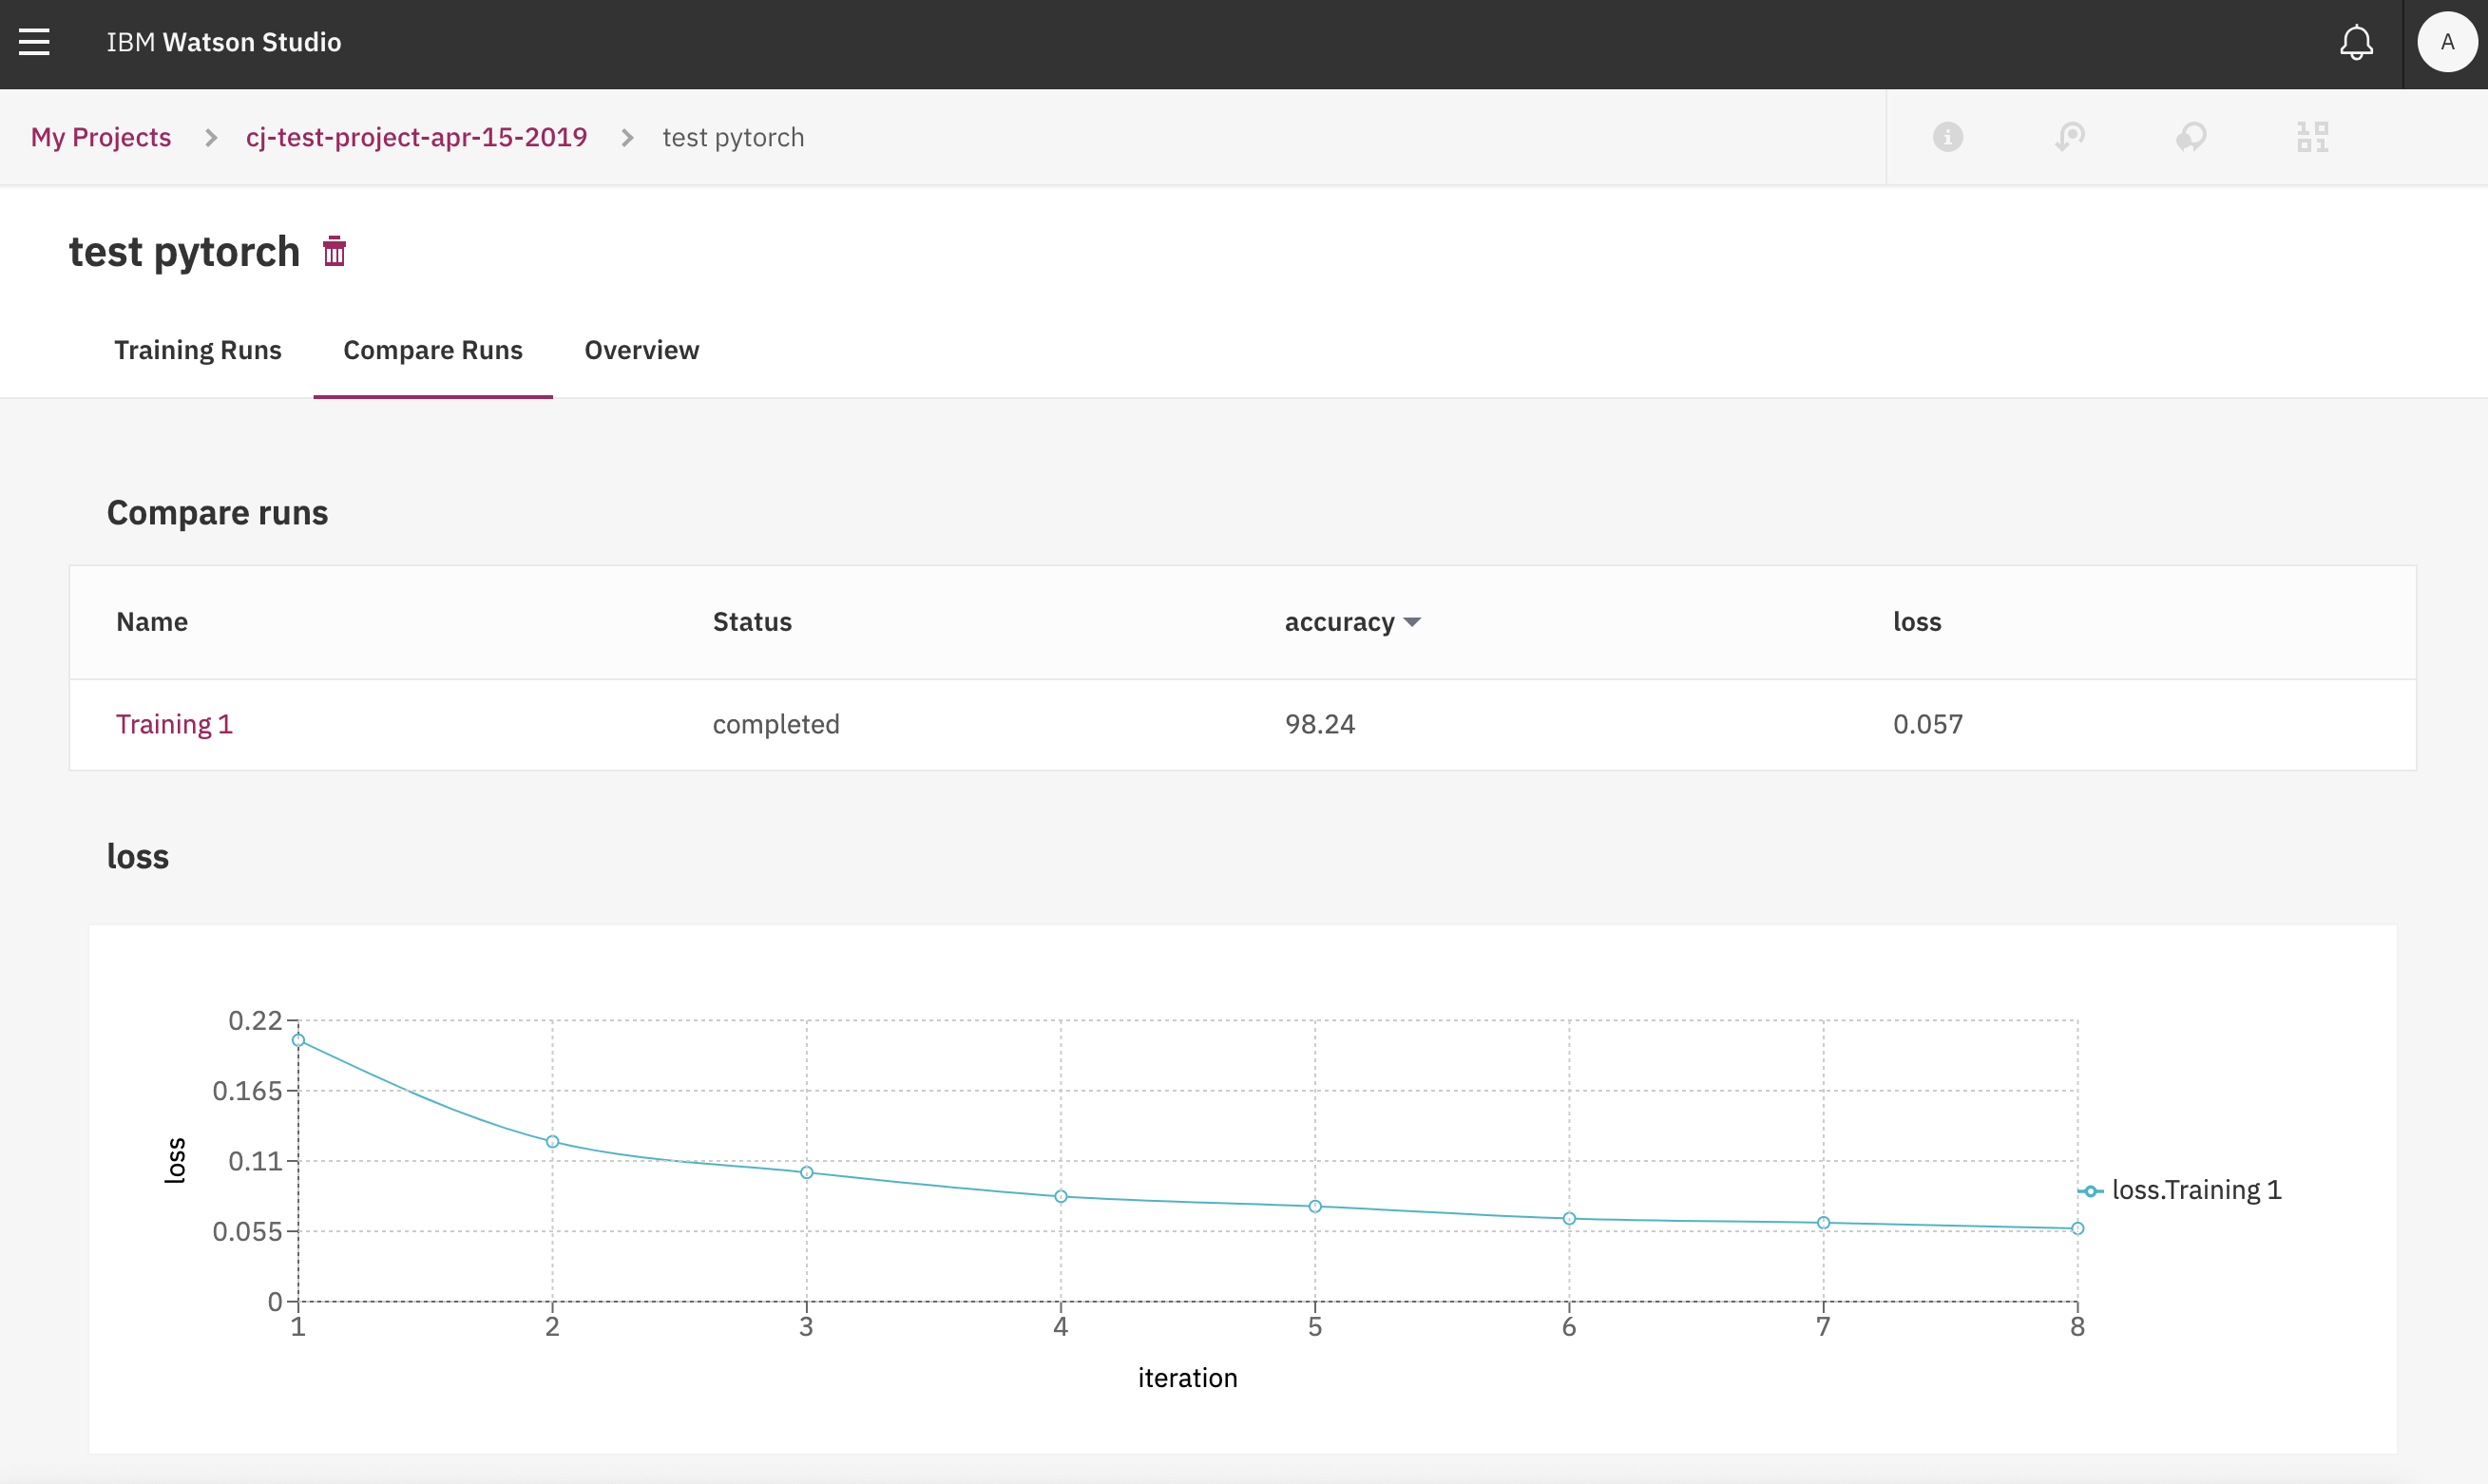 IBM Watson Studio
A
My Projects > cj-test-project-apr-15-2019 > test pytorch
test pytorch
Training Runs Compare Runs Overview
Compare runs
Name Status accuracy loss
Training 1 completed 98.24 0.057
loss
0.22
0.165
0.11
0.055
0
loss
1 2 3 4 5 6 7 8
iteration
loss.Training 1